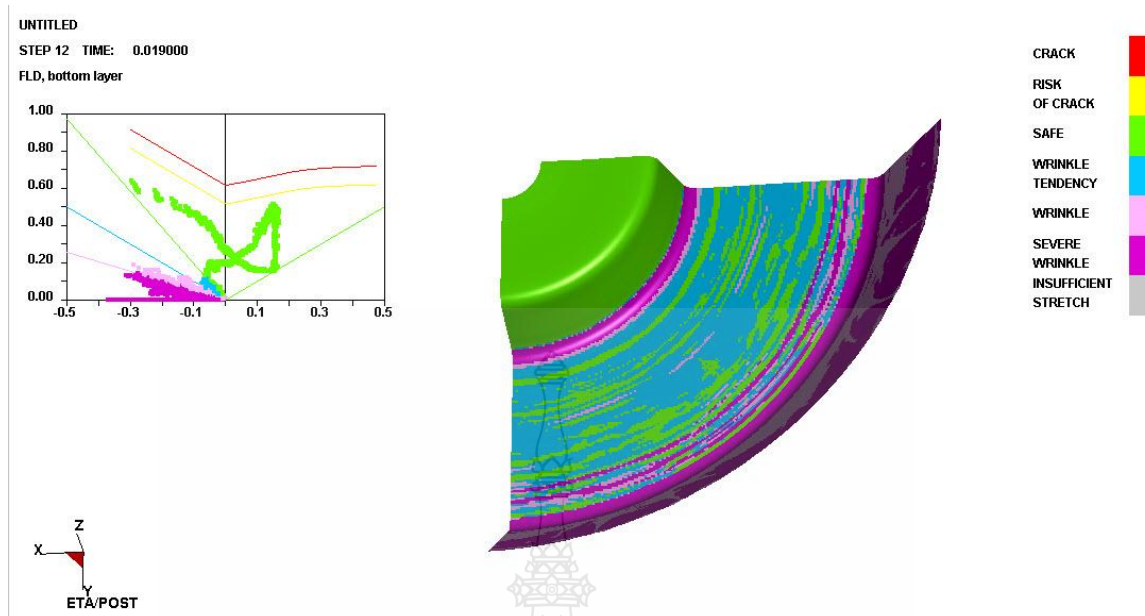 UNTITLED
STEP 12 TIME: 0.019000
FLD, bottom layer
1.00
0.80
0.60
0.40
0.20
0.00
-0.5 -0.3 -0.1 0.1 0.3 0.5
CRACK
RISK
OF CRACK
SAFE
WRINKLE
TENDENCY
WRINKLE
SEVERE
WRINKLE
INSUFFICIENT
STRETCH
Z
X
Y
ETA/POST